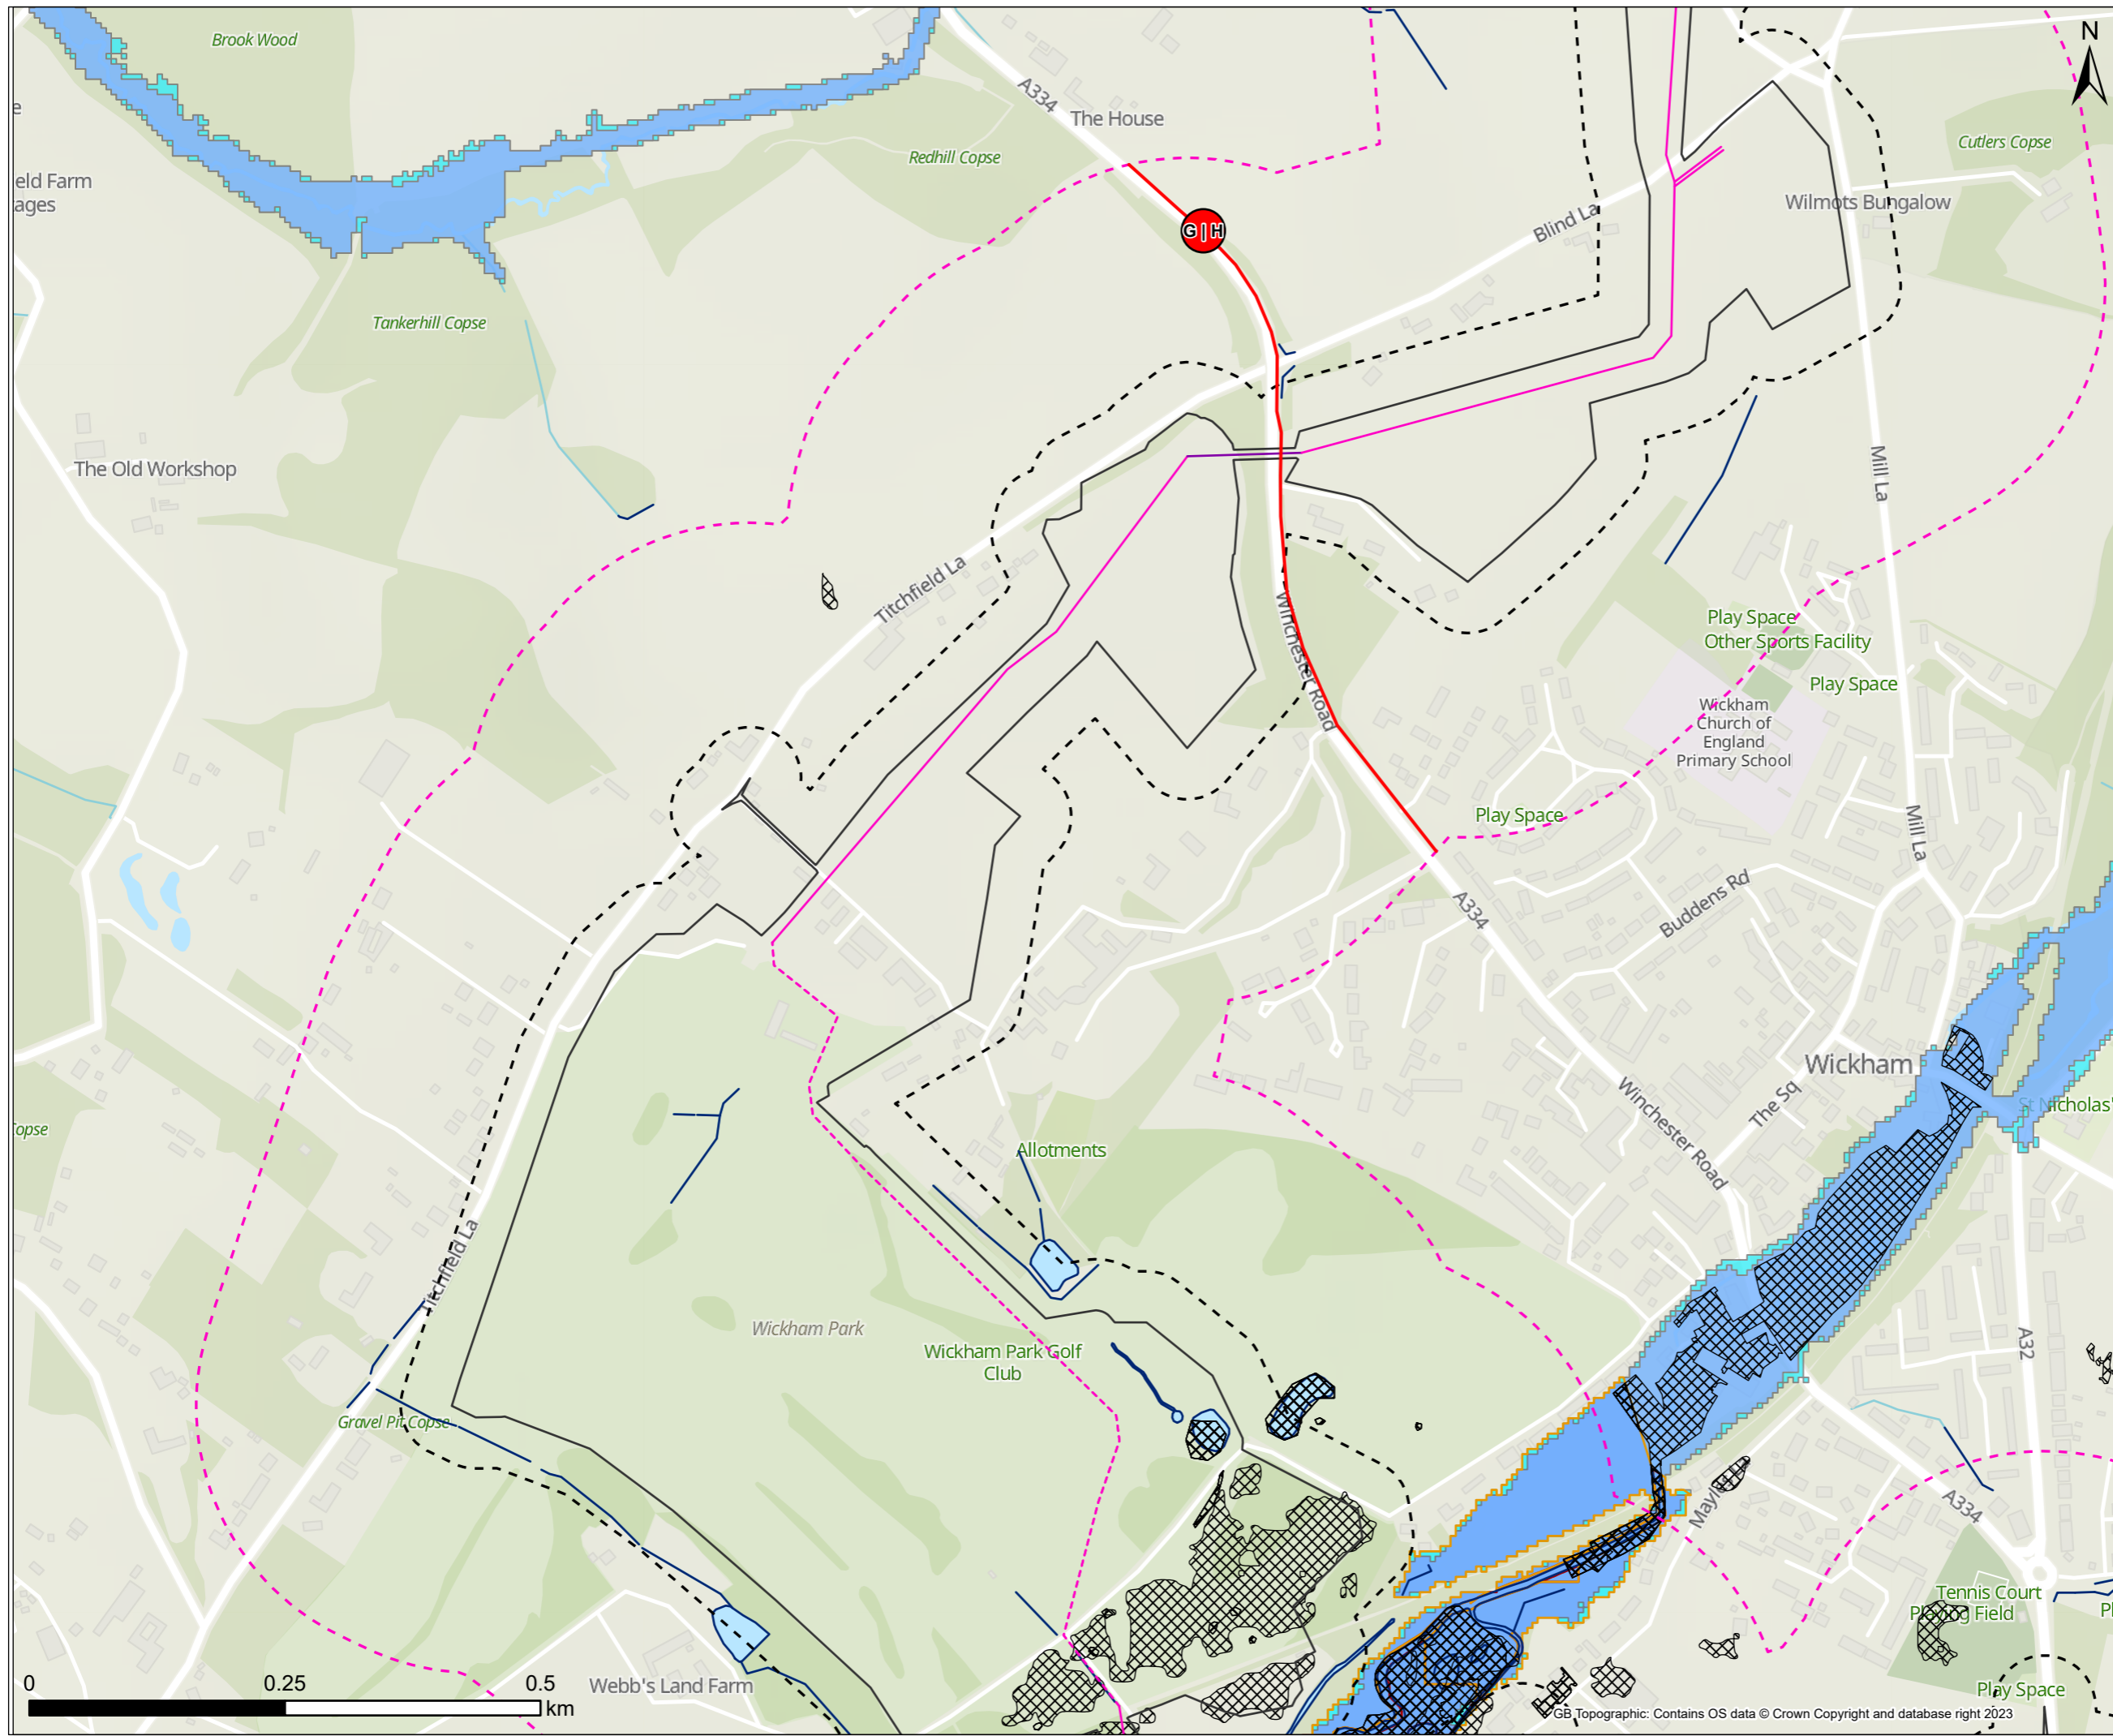 Brook Wood
N
A334
The House
Redhill Copse
Cutlers Copse
eld Farm
ages
Wilmots Bungalow
G | H
Blind La
Tankerhill Copse
The Old Workshop
Mill La
Titchfield La
Winchester Road
Play Space
Other Sports Facility
Play Space
Wickham
Church of
England
Primary School
Play Space
Mill La
Buddens Rd
A334
Wickham
The Sq
St Nicholas'
opse
Winchester Road
Allotments
Titchfield La
Wickham Park
Wickham Park Golf
Club
A32
Gravel Pit Copse
A334
Tennis Court
Playing Field
Webb's Land Farm
Play Space
0 0.25 0.5
km
GB Topographic: Contains OS data © Crown Copyright and database right 2023